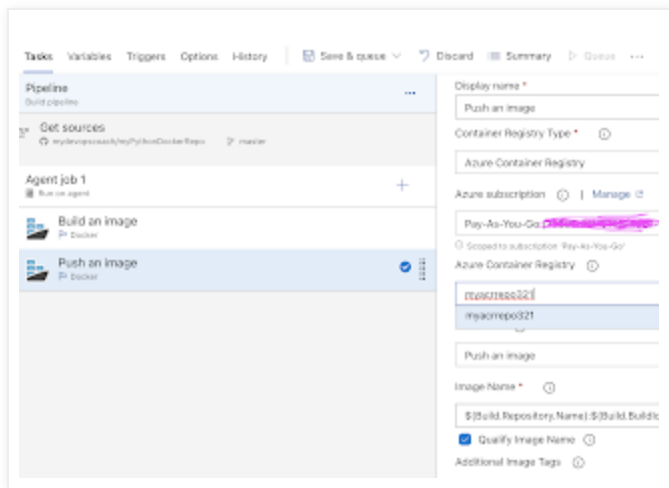 Tasks Variables Triggers Options History Save & queue Discard Summary Queue ...
Pipeline
Build pipeline
...
Get sources
mydevopscoach/myPythonDockerRepo master
Agent job 1
Run on agent
Build an image
Docker
Push an image
Docker
Display name *
Push an image
Container Registry Type *
Azure Container Registry
Azure subscription | Manage
Pay-As-You-Go
Scoped to subscription 'Pay-As-You-Go'
Azure Container Registry
myacrrepo321
myacrrepo321
Push an image
Image Name *
$(Build.Repository.Name):$(Build.BuildId
Qualify Image Name
Additional Image Tags